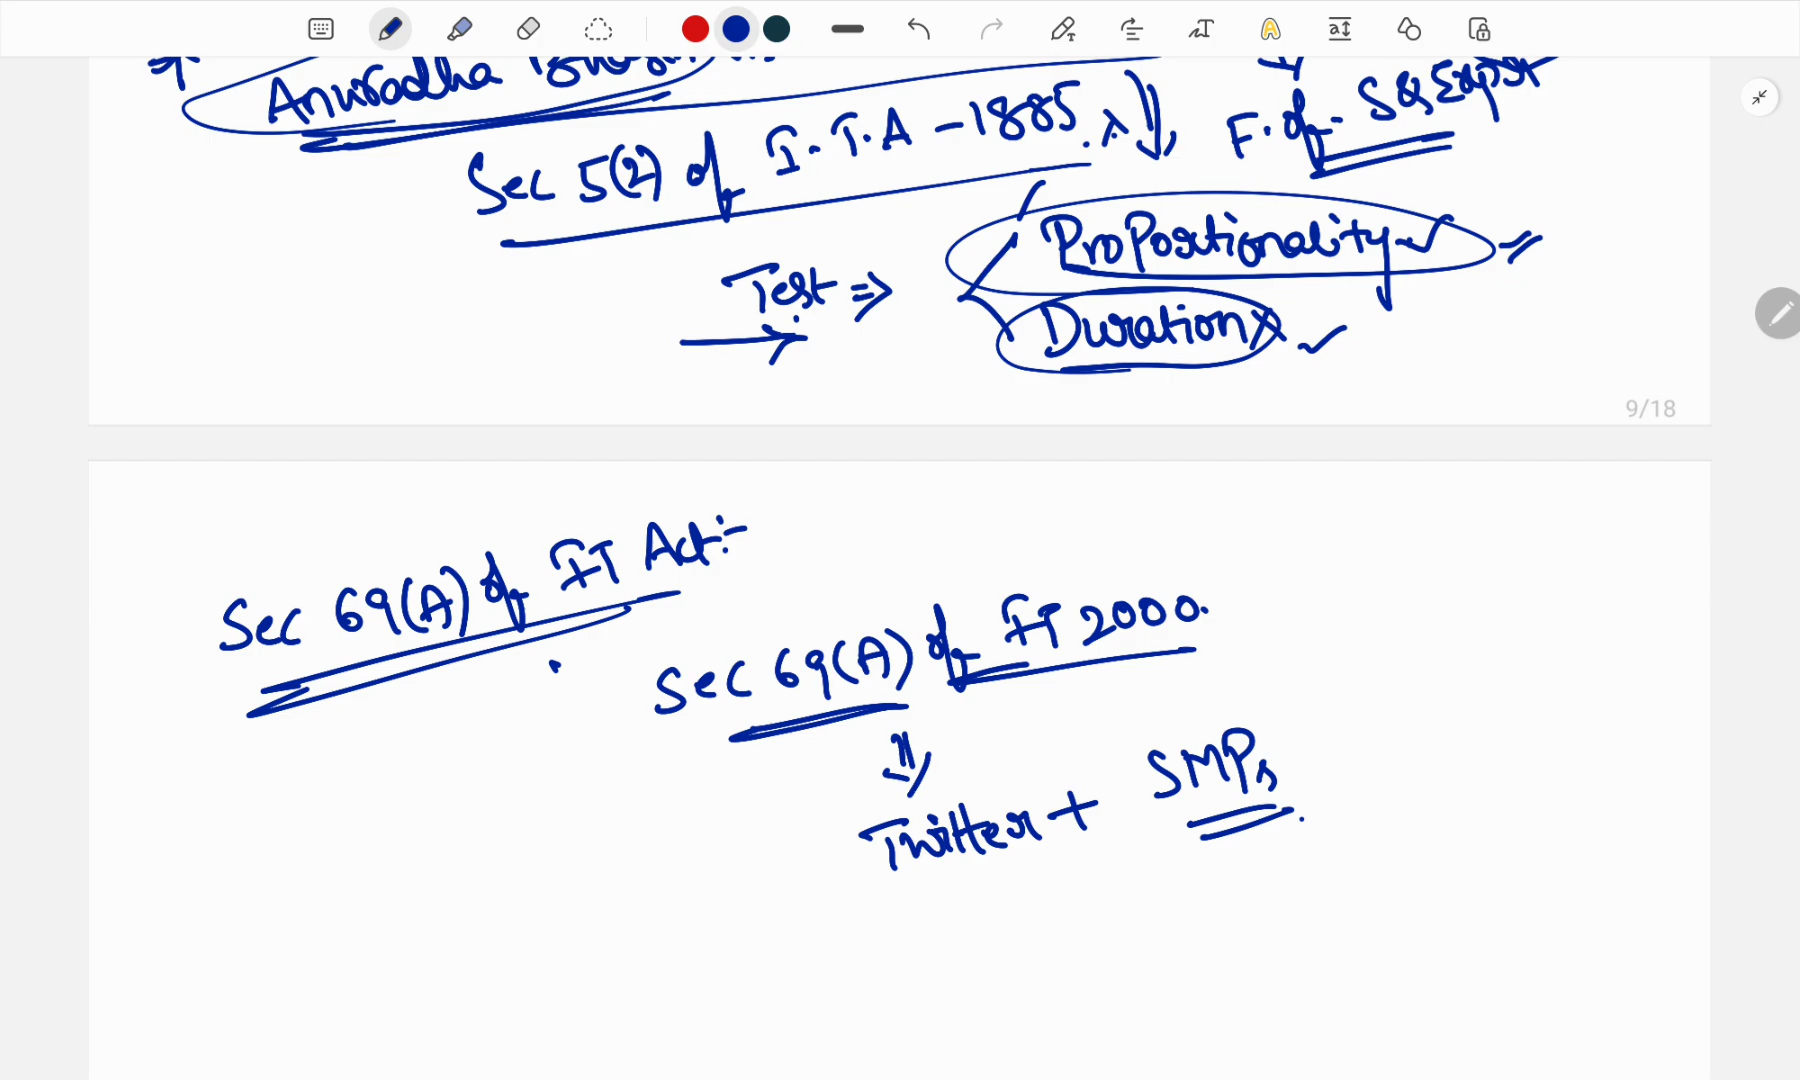 Anuradha
Sec 5(2) of I.T.A - 1885.
F. of. S & Expst
Test ⇒
Proportionality
Duration
9/18
Sec 69(A) of IT Act:-
Sec 69(A) of IT 2000.
Twitter + SMPs.